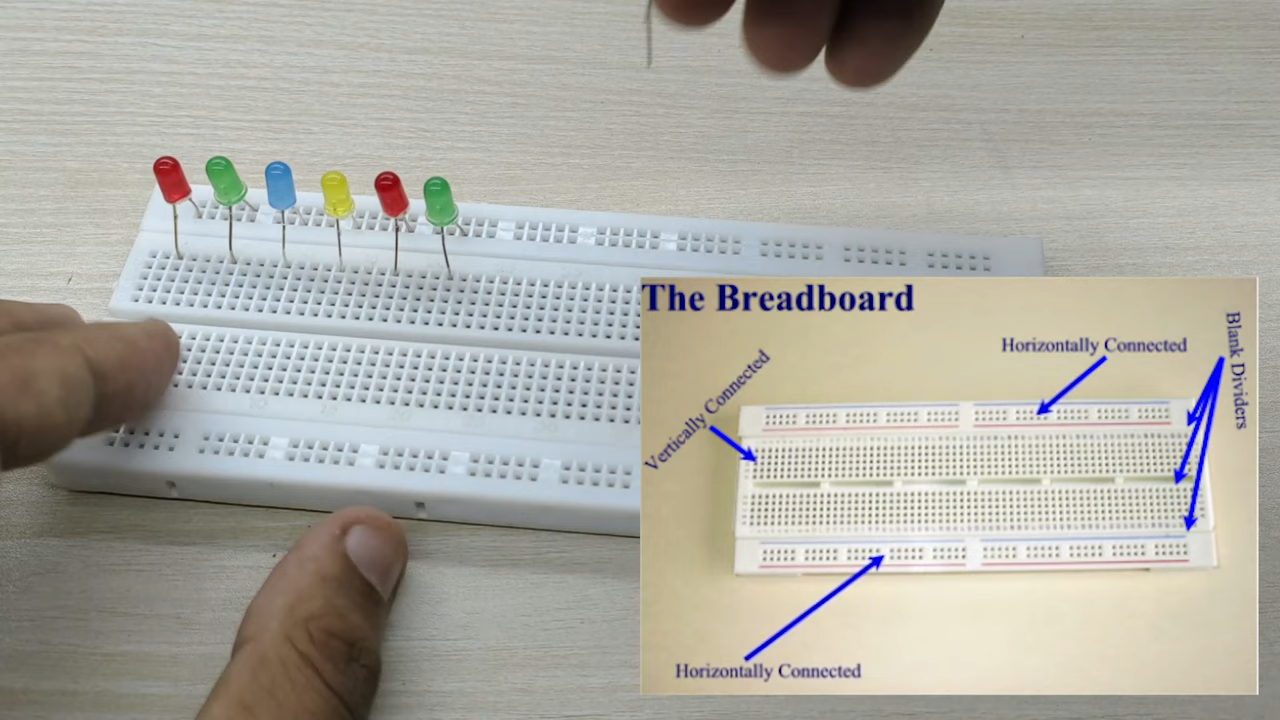 The Breadboard
Horizontally Connected
Vertically Connected
Blank Dividers
Horizontally Connected